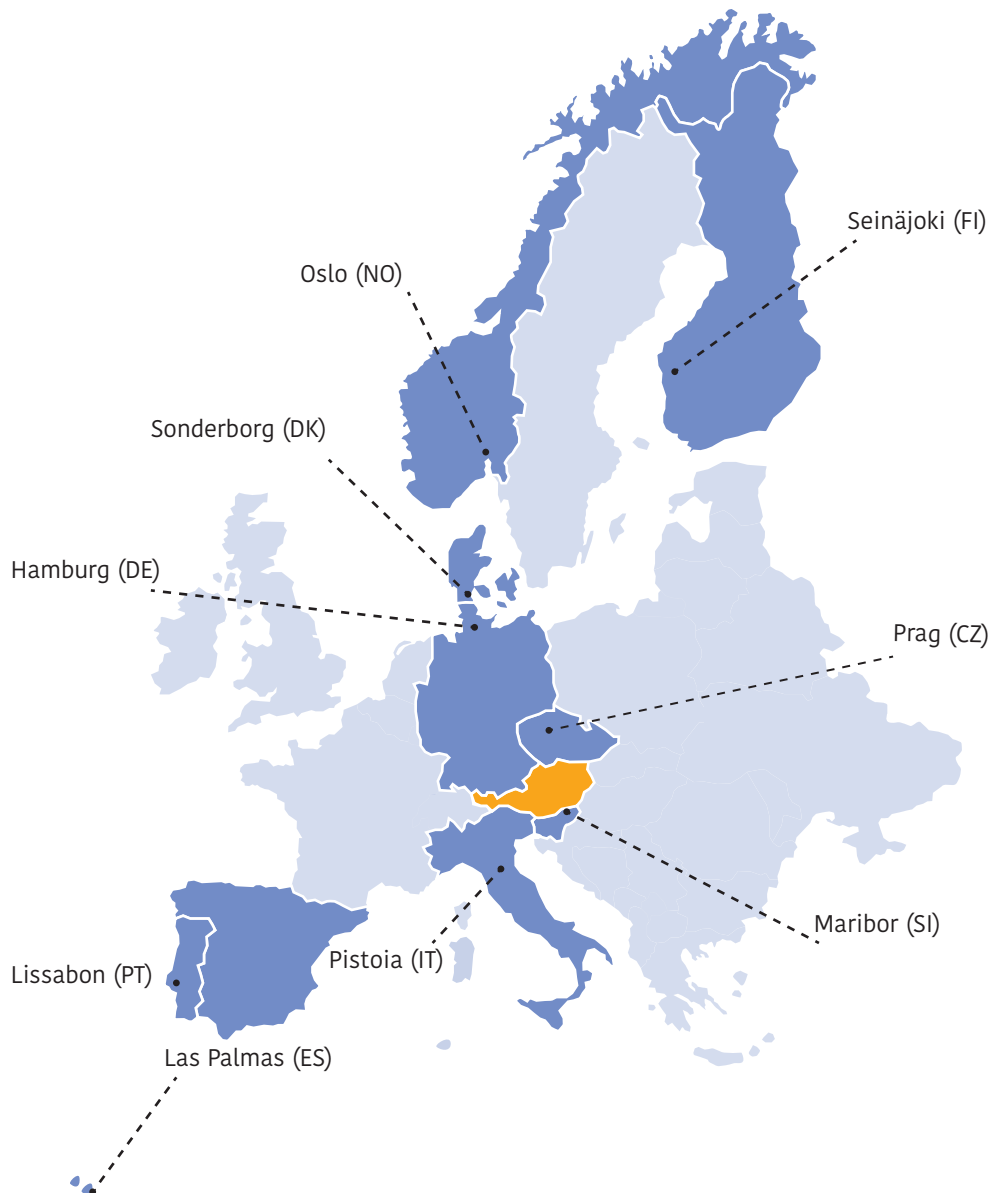 Seinäjoki (FI)
Oslo (NO)
Sonderborg (DK)
Hamburg (DE)
Prag (CZ)
Maribor (SI)
Pistoia (IT)
Lissabon (PT)
Las Palmas (ES)